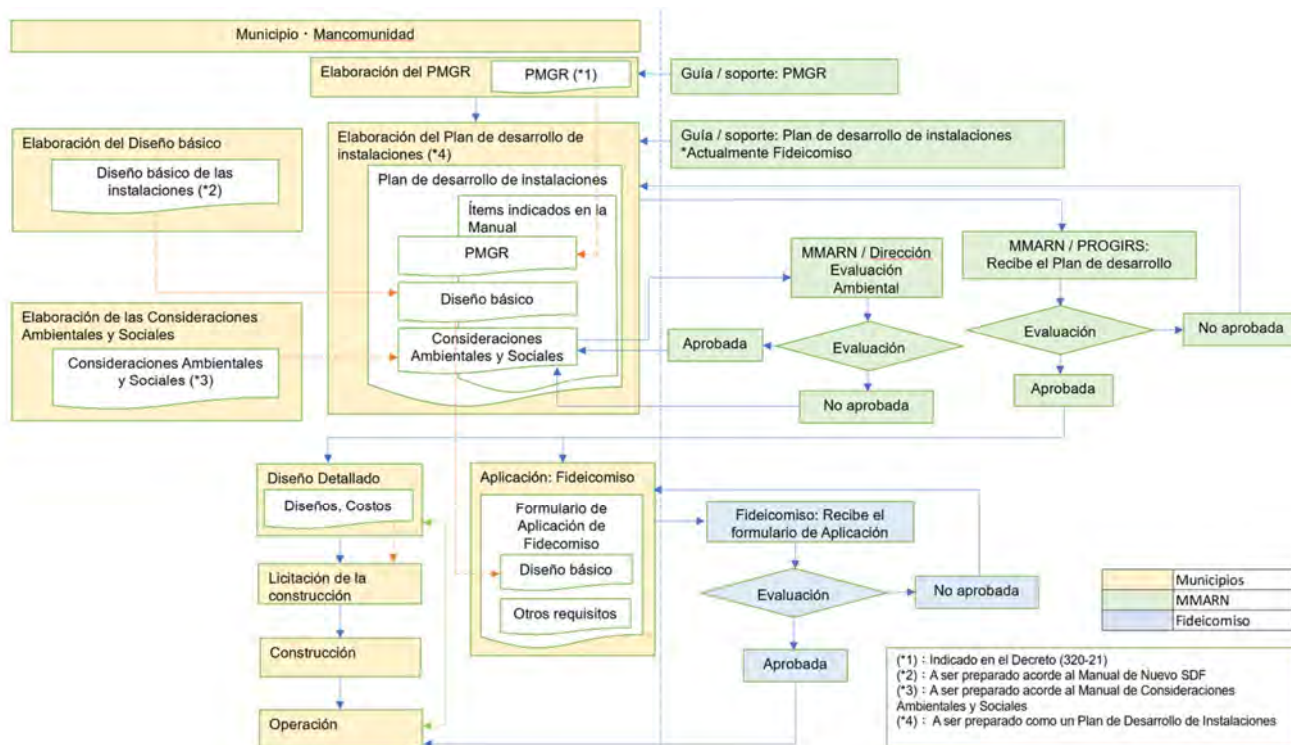 Municipio・Mancomunidad
Elaboración del PMGR
PMGR (*1)
Guía / soporte: PMGR
Elaboración del Diseño básico
Diseño básico de las
instalaciones (*2)
Elaboración del Plan de desarrollo de
instalaciones (*4)
Guía / soporte: Plan de desarrollo de instalaciones
*Actualmente Fideicomiso
Plan de desarrollo de instalaciones
Ítems indicados en la
Manual
PMGR
Diseño básico
Consideraciones
Ambientales y Sociales
MMARN / Dirección
Evaluación
Ambiental
MMARN / PROGIRS:
Recibe el Plan de desarrollo
Elaboración de las Consideraciones
Ambientales y Sociales
Consideraciones Ambientales
y Sociales (*3)
Aprobada
Evaluación
No aprobada
Evaluación
No aprobada
Aprobada
Diseño Detallado
Diseños, Costos
Licitación de la
construcción
Construcción
Operación
Aplicación: Fideicomiso
Formulario de
Aplicación de
Fidecomiso
Diseño básico
Otros requisitos
Fideicomiso: Recibe el
formulario de Aplicación
Evaluación
No aprobada
Aprobada
Municipios
MMARN
Fideicomiso
(*1)：Indicado en el Decreto (320-21)
(*2)：A ser preparado acorde al Manual de Nuevo SDF
(*3)：A ser preparado acorde al Manual de Consideraciones
Ambientales y Sociales
(*4)： A ser preparado como un Plan de Desarrollo de Instalaciones